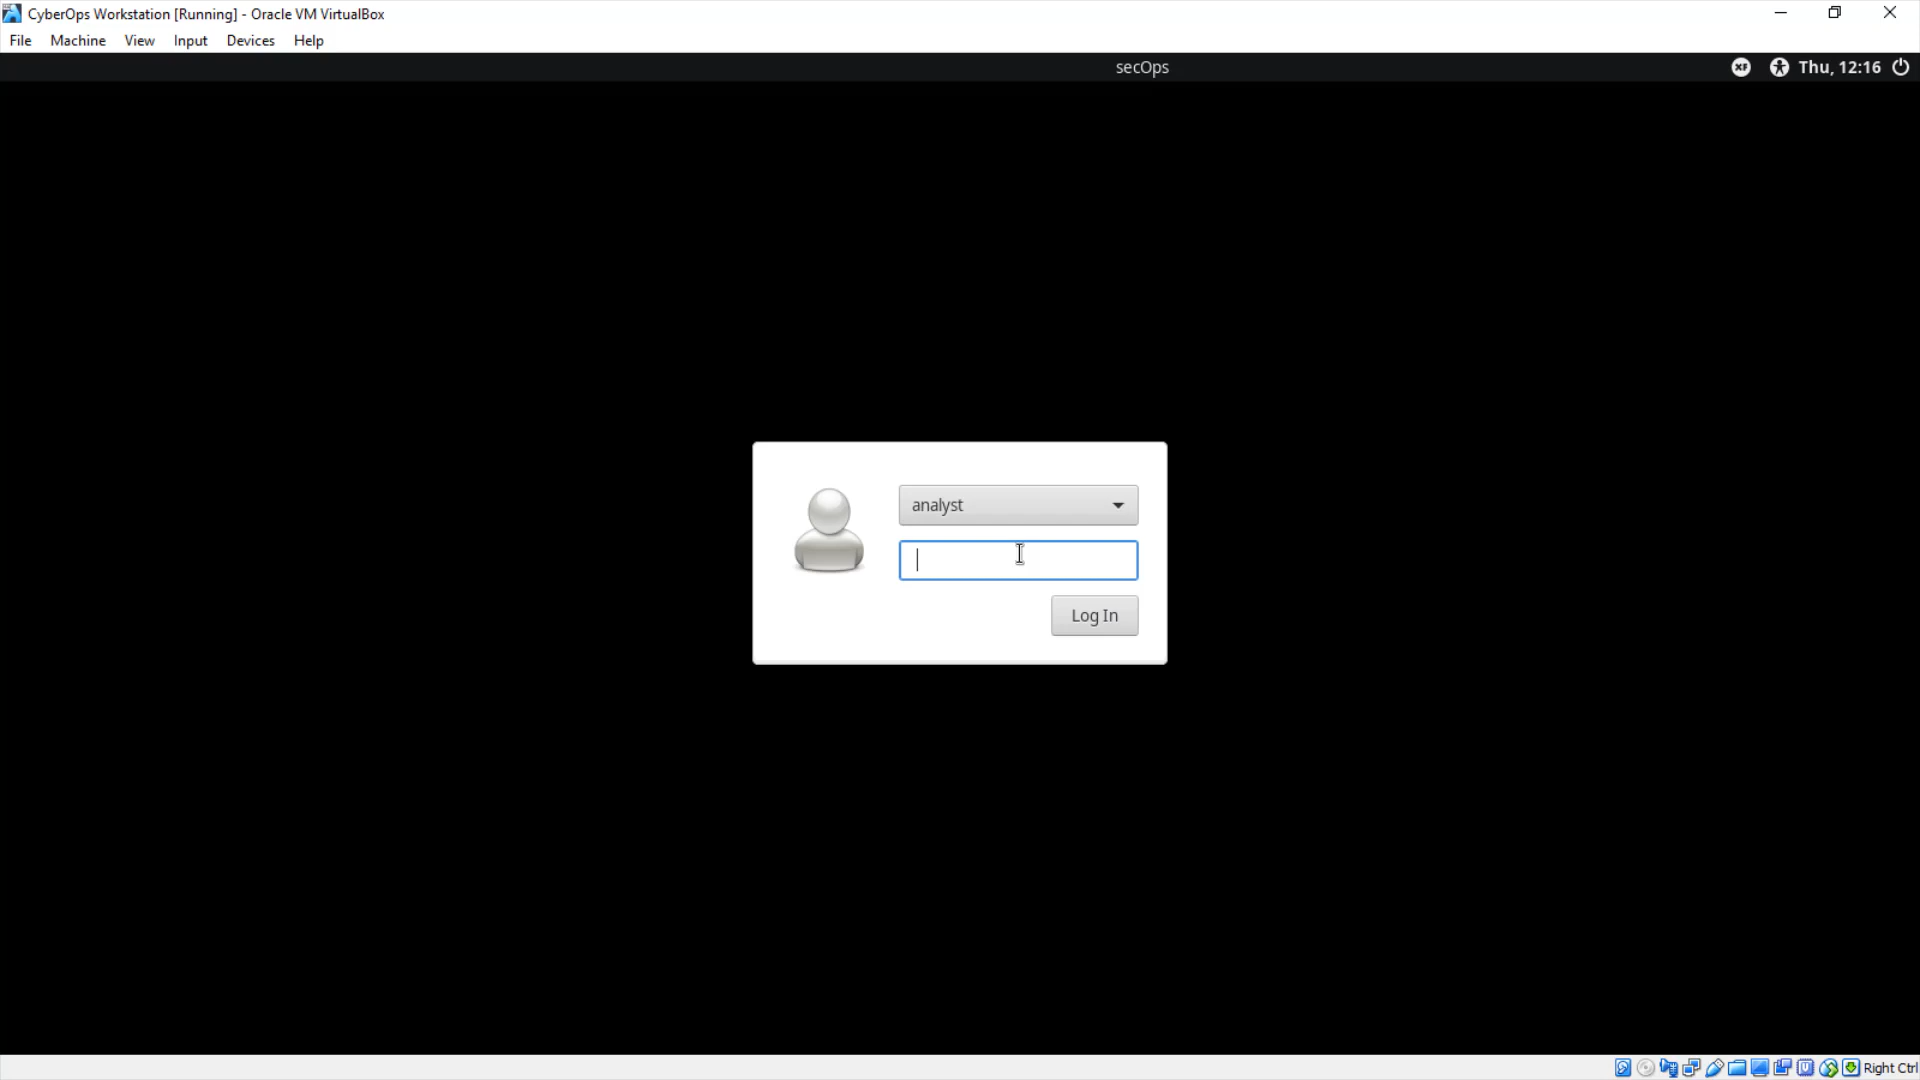 CyberOps Workstation [Running] - Oracle VM VirtualBox
File Machine View Input Devices Help
secOps
Thu, 12:16
analyst
Log In
Right Ctrl